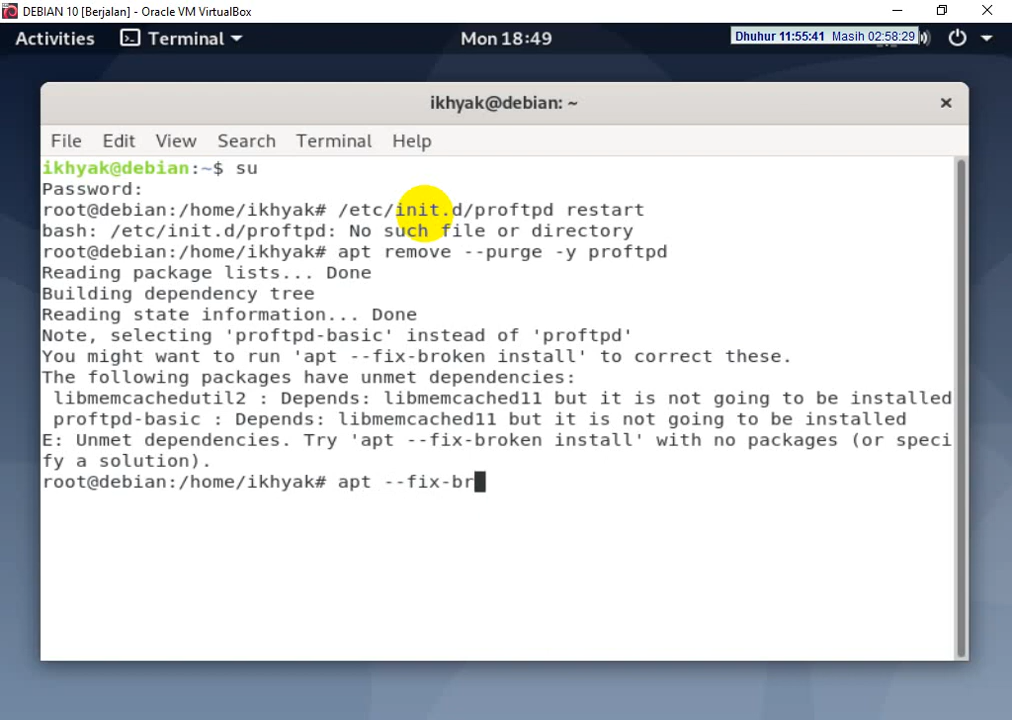 DEBIAN 10 [Berjalan] - Oracle VM VirtualBox
Activities Terminal Mon 18:49 Dhuhur 11:55:41 Masih 02:58:29
ikhyak@debian: ~
File Edit View Search Terminal Help
ikhyak@debian:~$ su
Password:
root@debian:/home/ikhyak# /etc/init.d/proftpd restart
bash: /etc/init.d/proftpd: No such file or directory
root@debian:/home/ikhyak# apt remove --purge -y proftpd
Reading package lists... Done
Building dependency tree
Reading state information... Done
Note, selecting 'proftpd-basic' instead of 'proftpd'
You might want to run 'apt --fix-broken install' to correct these.
The following packages have unmet dependencies:
 libmemcachedutil2 : Depends: libmemcached11 but it is not going to be installed
 proftpd-basic : Depends: libmemcached11 but it is not going to be installed
E: Unmet dependencies. Try 'apt --fix-broken install' with no packages (or speci
fy a solution).
root@debian:/home/ikhyak# apt --fix-br